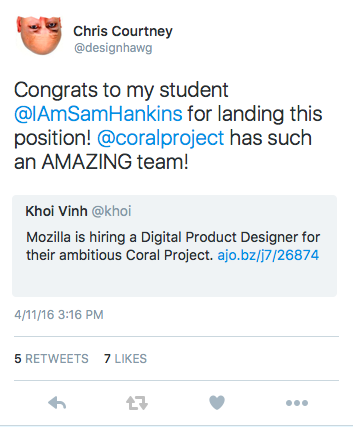 Chris Courtney
@designhawg
Congrats to my student
@IAmSamHankins for landing this
position! @coralproject has such
an AMAZING team!
Khoi Vinh @khoi
Mozilla is hiring a Digital Product Designer for
their ambitious Coral Project. ajo.bz/j7/26874
4/11/16 3:16 PM
5 RETWEETS 7 LIKES